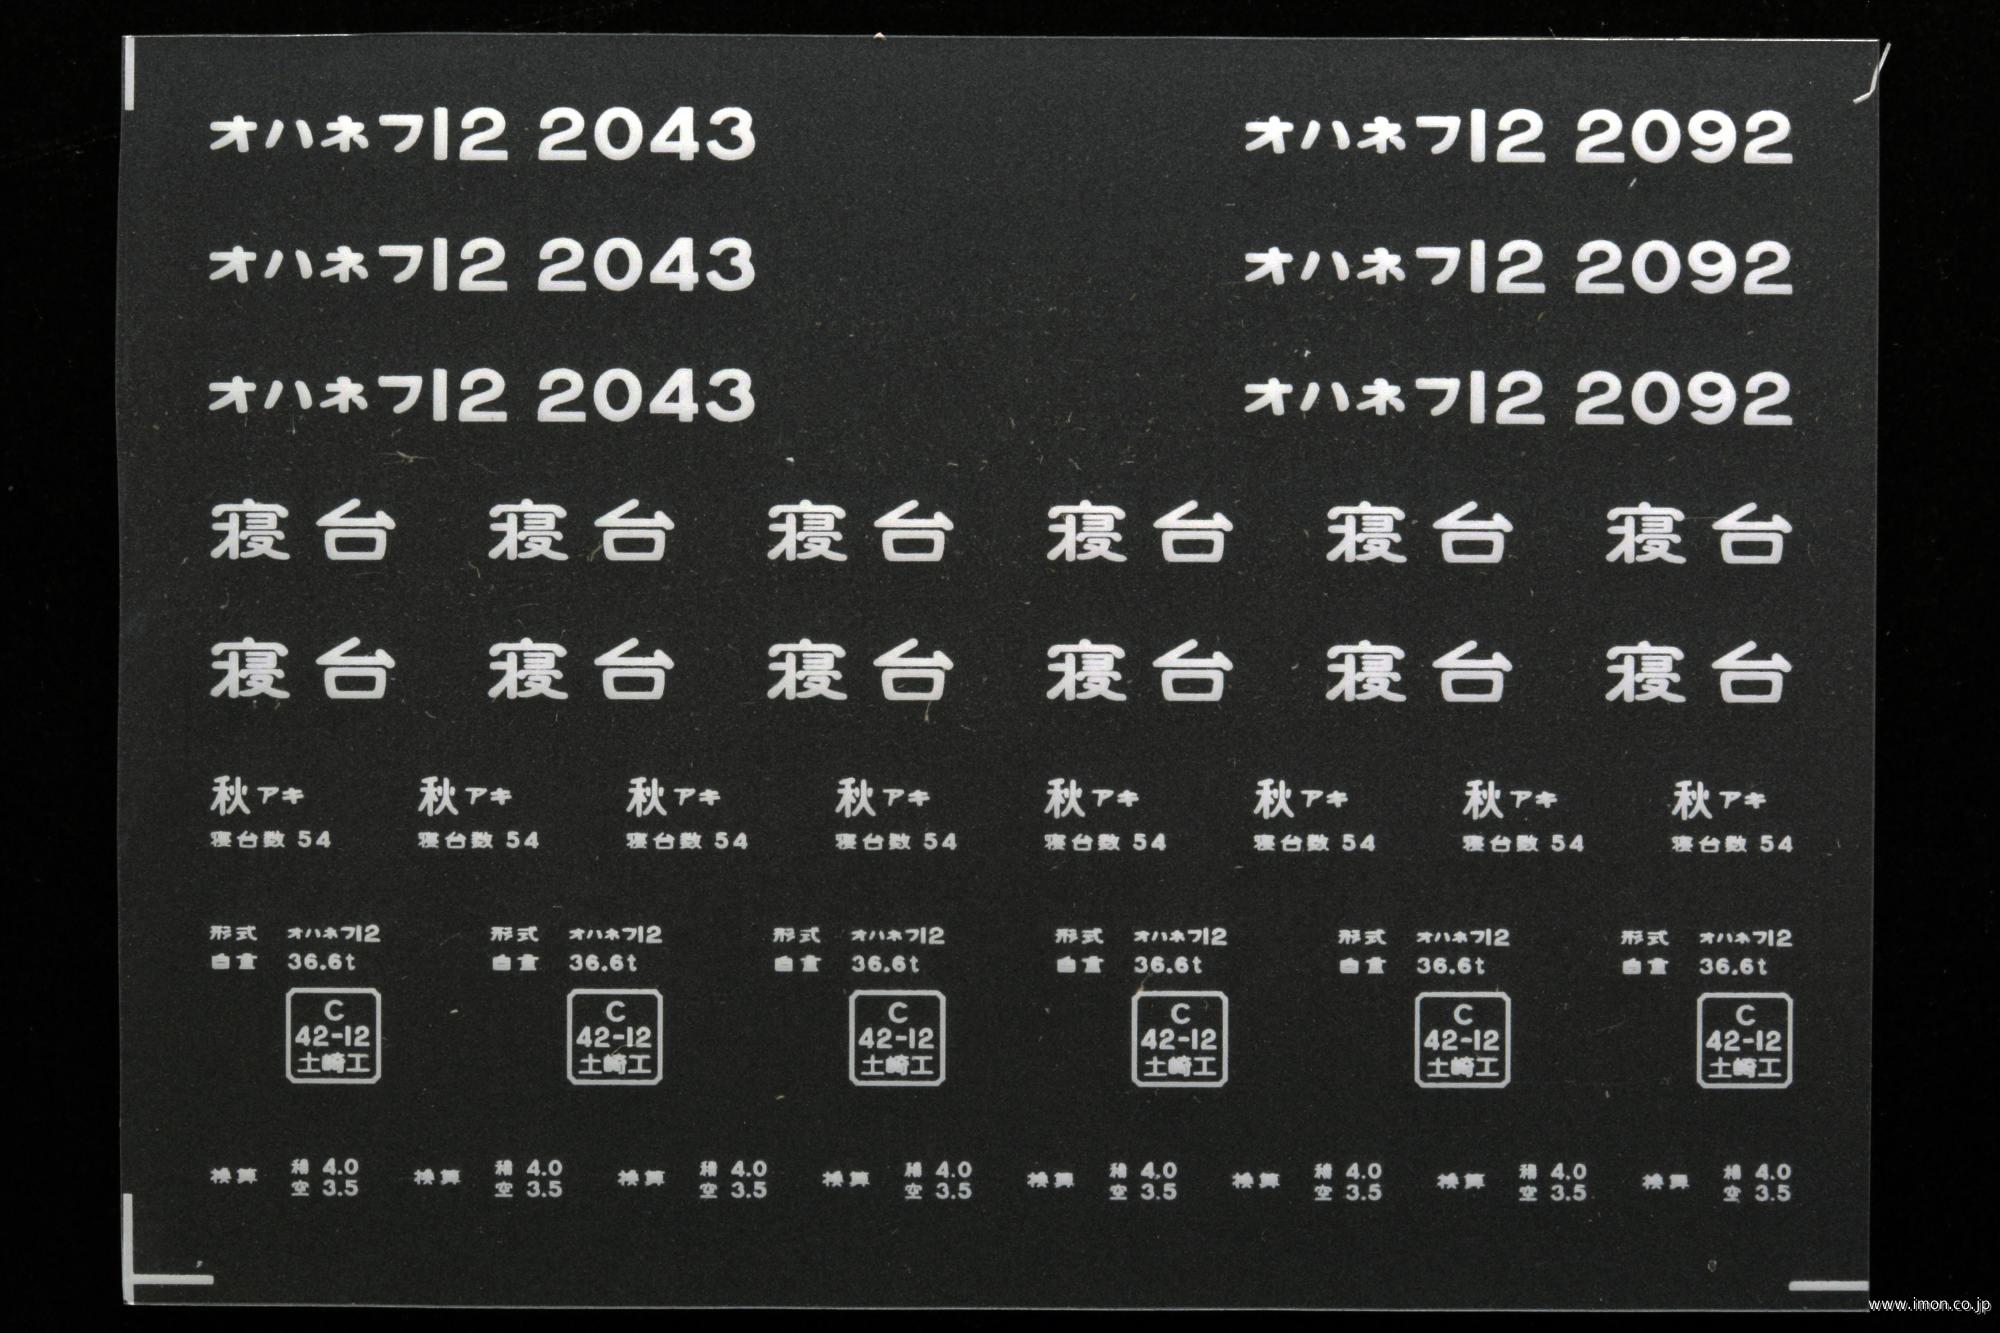 オハネフ12 2043 オハネフ12 2092
オハネフ12 2043 オハネフ12 2092
オハネフ12 2043 オハネフ12 2092
寝台 寝台 寝台 寝台 寝台 寝台
寝台 寝台 寝台 寝台 寝台 寝台
秋アキ 秋アキ 秋アキ 秋アキ 秋アキ 秋アキ 秋アキ 秋アキ
寝台数 54 寝台数 54 寝台数 54 寝台数 54 寝台数 54 寝台数 54 寝台数 54 寝台数 54
形式 オハネフ12 形式 オハネフ12 形式 オハネフ12 形式 オハネフ12 形式 オハネフ12 形式 オハネフ12
自重 36.6t 自重 36.6t 自重 36.6t 自重 36.6t 自重 36.6t 自重 36.6t
C C C C C C
42-12 42-12 42-12 42-12 42-12 42-12
土崎工 土崎工 土崎工 土崎工 土崎工 土崎工
換算 積 4.0 換算 積 4.0 換算 積 4.0 換算 積 4.0 換算 積 4.0 換算 積 4.0 換算 積 4.0 換算 積 4.0
空 3.5 空 3.5 空 3.5 空 3.5 空 3.5 空 3.5 空 3.5 空 3.5
www.imon.co.jp